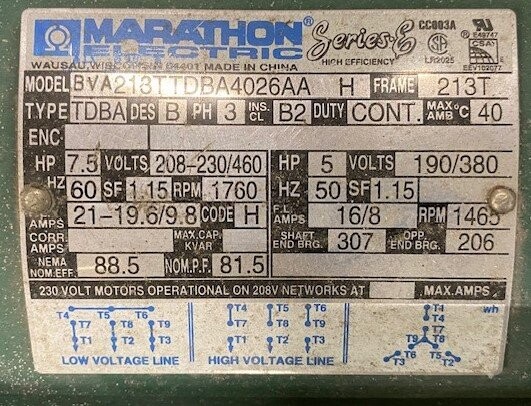 MARATHON®
ELECTRIC
Series E
HIGH EFFICIENCY
CC003A
LR2025
E49747
CSA
EEV102077
WAUSAU, WISCONSIN 54401 MADE IN CHINA
MODEL BVA213TTDBA4026AA H FRAME 213T
TYPE TDBA DES B PH 3 INS. CL B2 DUTY CONT. MAX AMB °C 40
ENC
HP 7.5 VOLTS 208-230/460 HP 5 VOLTS 190/380
HZ 60 SF 1.15 RPM 1760 HZ 50 SF 1.15
AMPS 21-19.6/9.8 CODE H F.L. AMPS 16/8 RPM 1465
CORR. AMPS MAX.CAP. KVAR SHAFT END BRG. 307 OPP. END BRG. 206
NEMA NOM.EFF. 88.5 NOM.P.F. 81.5
230 VOLT MOTORS OPERATIONAL ON 208V NETWORKS AT MAX.AMPS
T4 T5 T6 T4 T5 T6 T1 wh
T7 T8 T9 T7 T8 T9 T4
T1 T2 T3 T1 T2 T3 T7
T9 T8
T6 T5
T3 T2
LOW VOLTAGE LINE HIGH VOLTAGE LINE